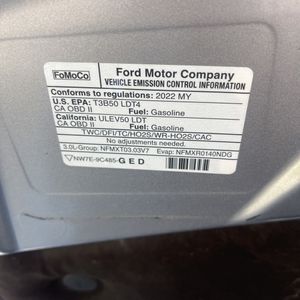 FoMoCo
Ford Motor Company
VEHICLE EMISSION CONTROL INFORMATION
Conforms to regulations: 2022 MY
U.S. EPA: T3B50 LDT4
CA OBD II Fuel: Gasoline
California: ULEV50 LDT
CA OBD II Fuel: Gasoline
TWC/DFI/TC/HO2S/WR-HO2S/CAC
No adjustments needed.
3.0L-Group: NFMXT03.03V7 Evap: NFMXR0140NDG
NW7E-9C485-GED